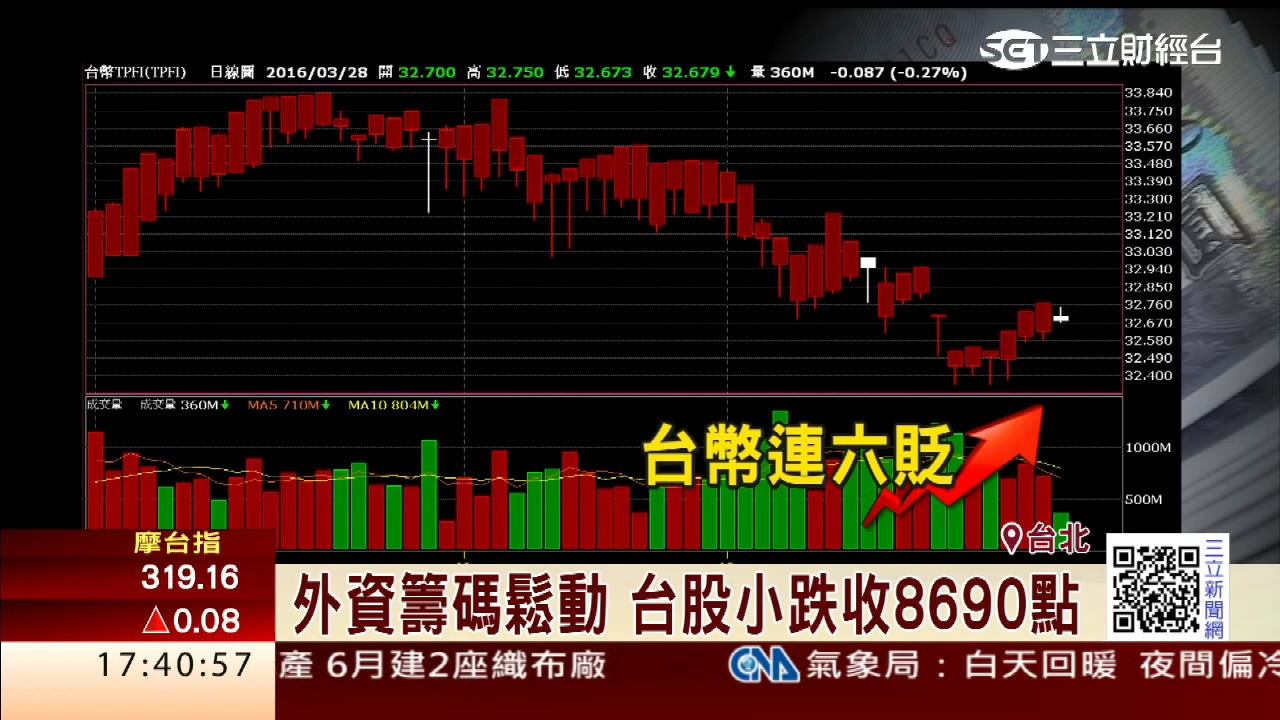 SET三立財經台
台幣TPFI(TPFI) 日線圖 2016/03/28 開 32.700 高 32.750 低 32.673 收 32.679↓ 量 360M -0.087 (-0.27%)
33.840
33.750
33.660
33.570
33.480
33.390
33.300
33.210
33.120
33.030
32.940
32.850
32.760
32.670
32.580
32.490
32.400
成交量 成交量 360M↓ MA5 710M↓ MA10 804M↓
1000M
500M
台幣連六貶
台北
摩台指
319.16
△0.08
外資籌碼鬆動 台股小跌收8690點
三立新聞網
17:40:57
產 6月建2座織布廠 CNA 氣象局：白天回暖 夜間偏冷